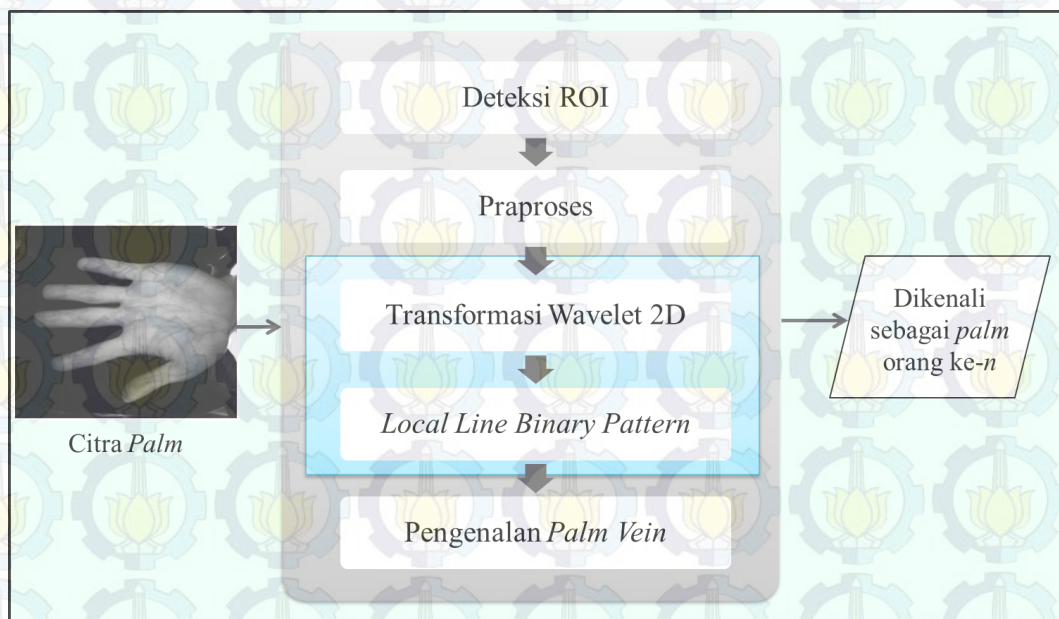 Deteksi ROI
Praproses
Transformasi Wavelet 2D
Local Line Binary Pattern
Pengenalan Palm Vein
Citra Palm
Dikenali
sebagai palm
orang ke-n